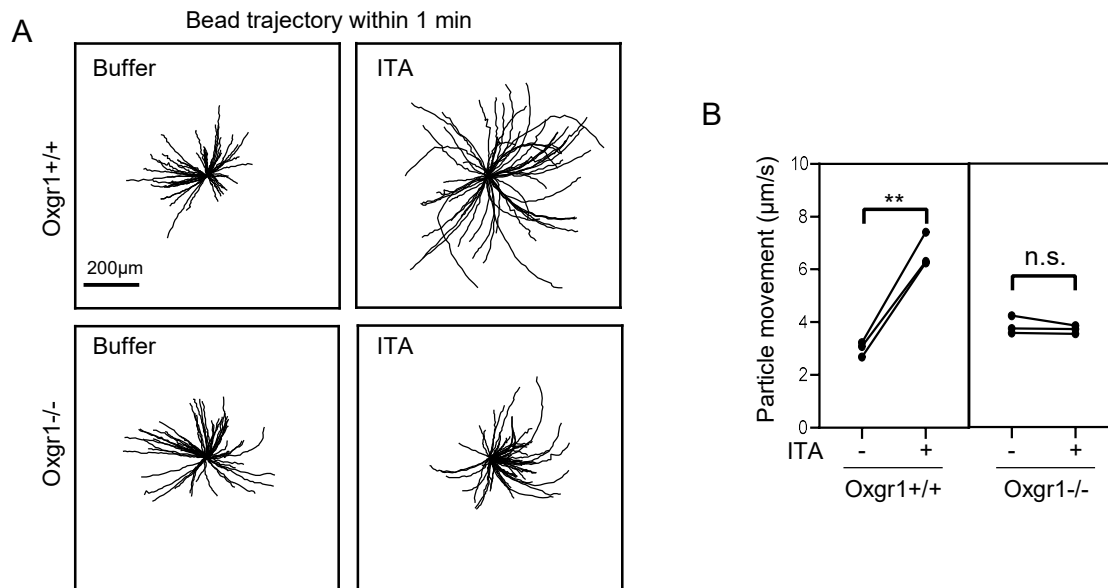 A
Bead trajectory within 1 min
Buffer
ITA
Oxgr1+/+
200µm
Buffer
ITA
Oxgr1-/-
B
Particle movement (µm/s)
10
8
6
4
2
0
**
n.s.
ITA - + - +
Oxgr1+/+ Oxgr1-/-